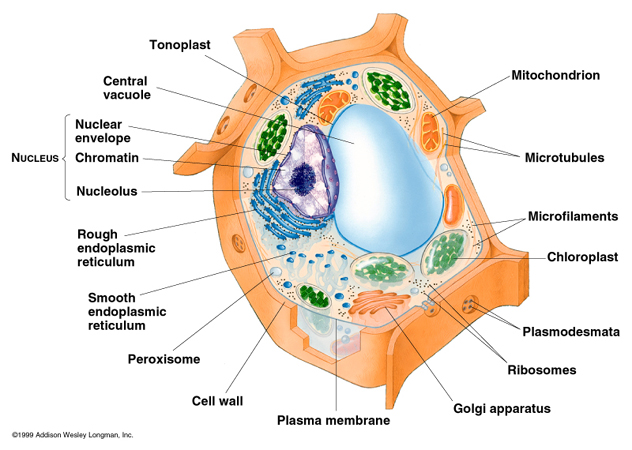 Tonoplast
Central
vacuole
Nuclear
envelope
NUCLEUS
Chromatin
Nucleolus
Rough
endoplasmic
reticulum
Smooth
endoplasmic
reticulum
Peroxisome
Cell wall
Plasma membrane
Mitochondrion
Microtubules
Microfilaments
Chloroplast
Plasmodesmata
Ribosomes
Golgi apparatus
©1999 Addison Wesley Longman, Inc.